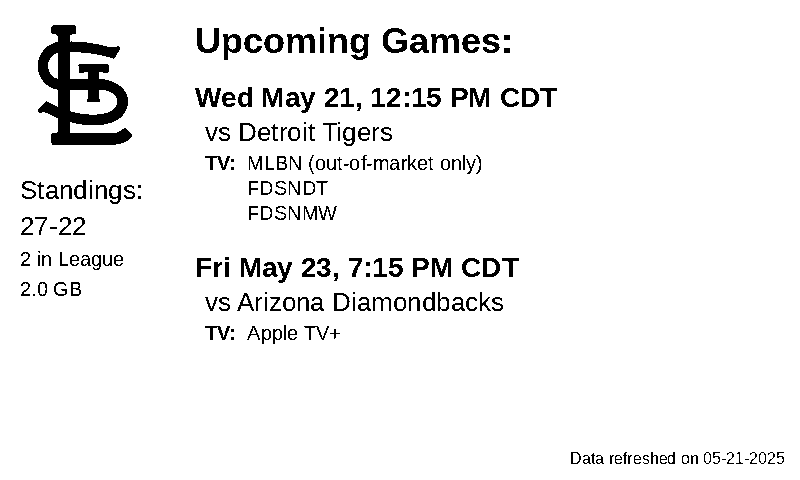 STL
Standings:
27-22
2 in League
2.0 GB
Upcoming Games:
Wed May 21, 12:15 PM CDT
vs Detroit Tigers
TV: MLBN (out-of-market only)
FDSNDT
FDSNMW
Fri May 23, 7:15 PM CDT
vs Arizona Diamondbacks
TV: Apple TV+
Data refreshed on 05-21-2025